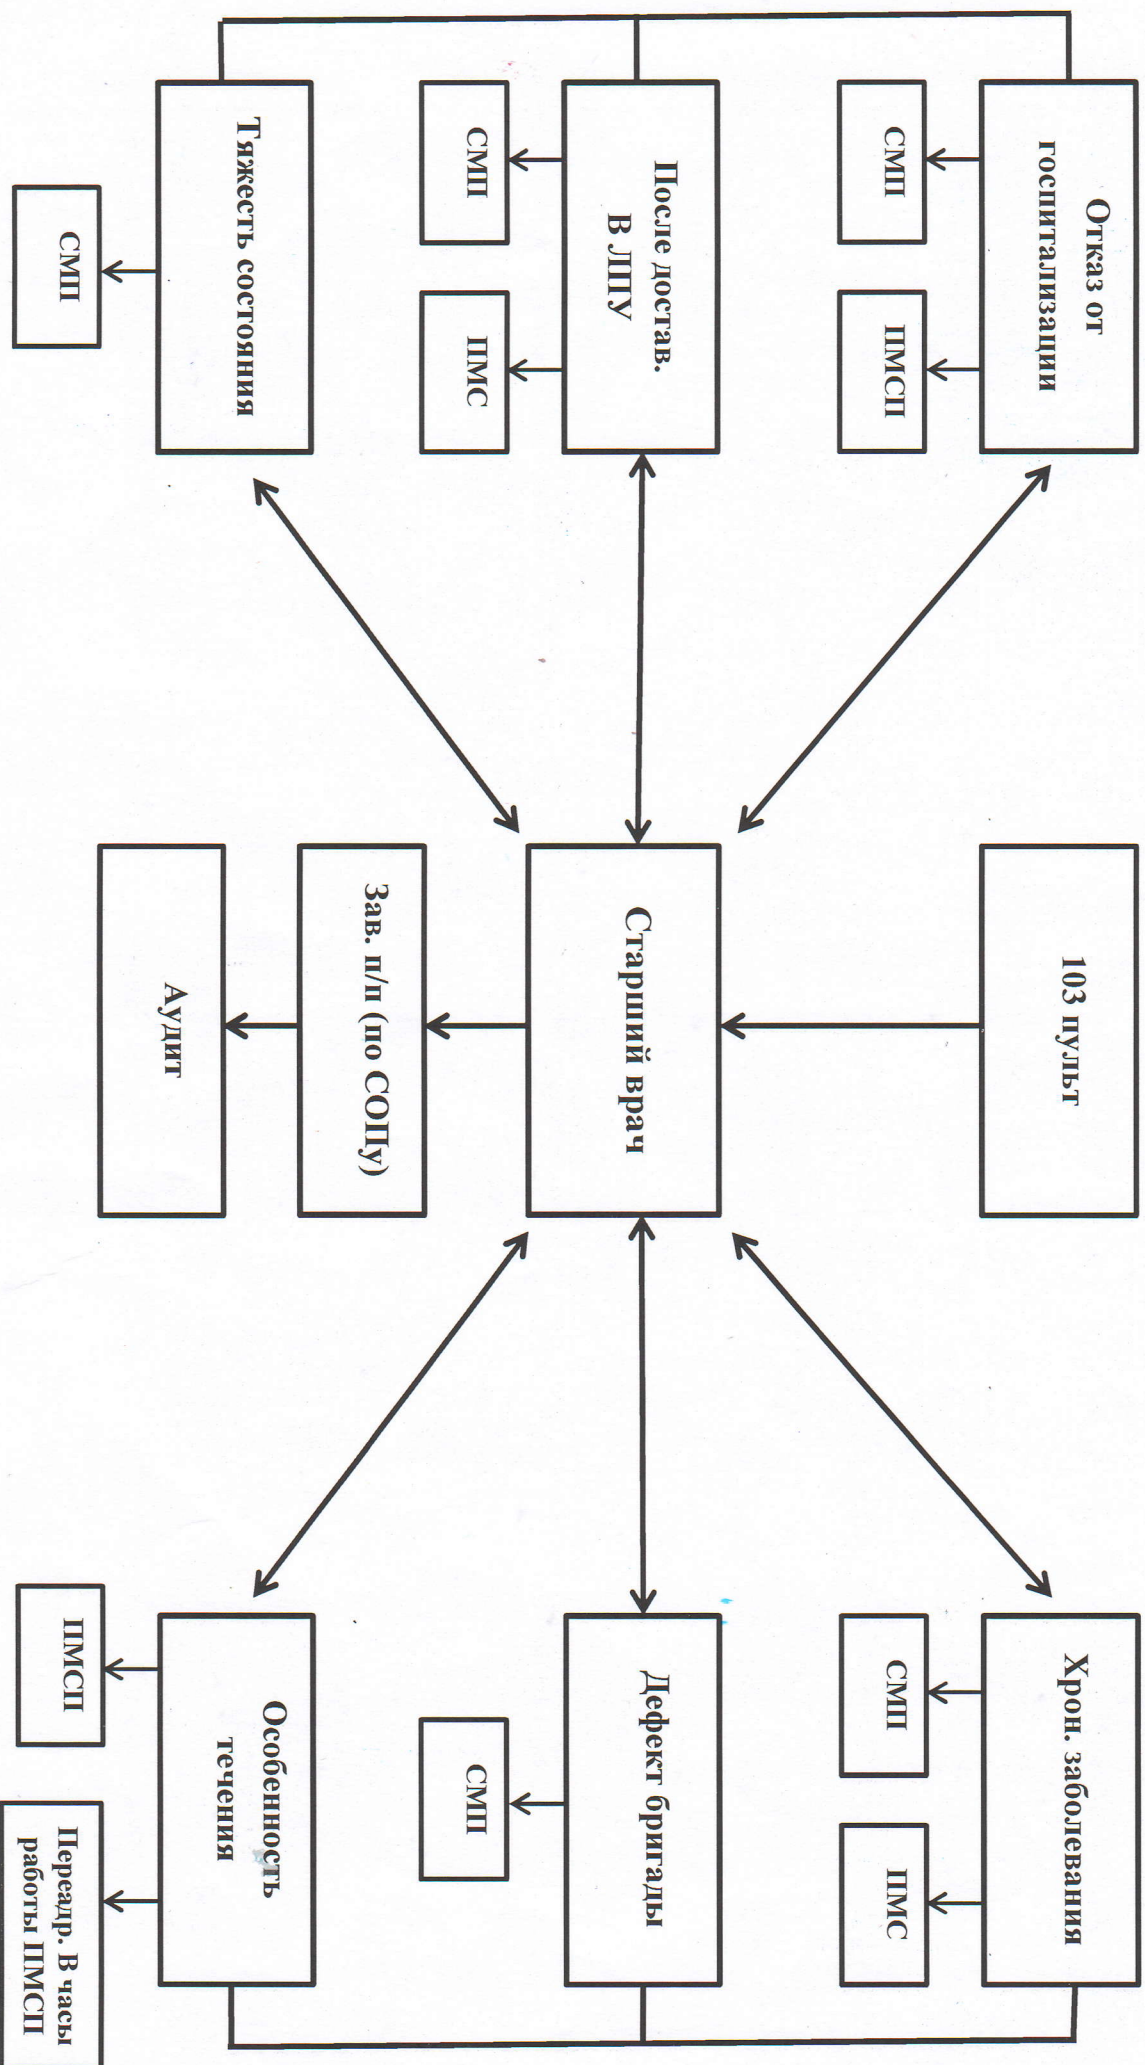 Отказ от
госпитализации
СМП
ПМСП
После достав.
В ЛПУ
СМП
ПМС
Тяжесть состояния
СМП
103 пульт
Старший врач
Зав. п/п (по СОПу)
Аудит
Хрон. заболевания
СМП
ПМС
Дефект бригады
СМП
Особенность
течения
ПМСП
Переадр. В часы
работы ПМСП